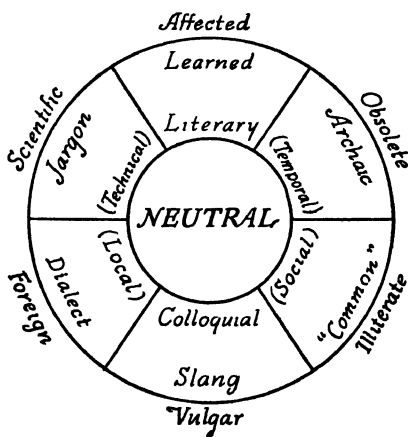 Affected
Learned
Literary
Scientific
Jargon
(Technical)
Obsolete
Archaic
(Temporal)
NEUTRAL
Foreign
Dialect
(Local)
(Social)
"Common"
Illiterate
Colloquial
Slang
Vulgar